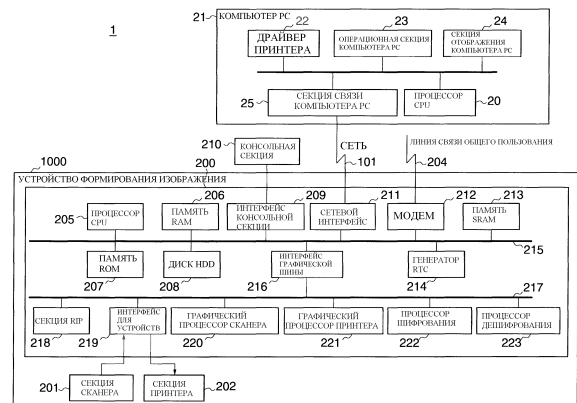 1
21
КОМПЬЮТЕР PC
22
ДРАЙВЕР
ПРИНТЕРА
23
ОПЕРАЦИОННАЯ СЕКЦИЯ
КОМПЬЮТЕРА PC
24
СЕКЦИЯ
ОТОБРАЖЕНИЯ
КОМПЬЮТЕРА PC
25
СЕКЦИЯ СВЯЗИ
КОМПЬЮТЕРА PC
ПРОЦЕССОР
CPU
20
210
КОНСОЛЬНАЯ
СЕКЦИЯ
СЕТЬ
101
ЛИНИЯ СВЯЗИ ОБЩЕГО ПОЛЬЗОВАНИЯ
204
1000
200
УСТРОЙСТВО ФОРМИРОВАНИЯ ИЗОБРАЖЕНИЯ
205
ПРОЦЕССОР
CPU
206
ПАМЯТЬ
RAM
209
ИНТЕРФЕЙС
КОНСОЛЬНОЙ
СЕКЦИИ
211
СЕТЕВОЙ
ИНТЕРФЕЙС
212
МОДЕМ
213
ПАМЯТЬ
SRAM
215
ПАМЯТЬ
ROM
207
ДИСК HDD
208
216
ИНТЕРФЕЙС
ГРАФИЧЕСКОЙ
ШИНЫ
ГЕНЕРАТОР
RTC
214
217
СЕКЦИЯ RIP
218
ИНТЕРФЕЙС
ДЛЯ
УСТРОЙСТВ
219
ГРАФИЧЕСКИЙ
ПРОЦЕССОР СКАНЕРА
220
ГРАФИЧЕСКИЙ
ПРОЦЕССОР ПРИНТЕРА
221
ПРОЦЕССОР
ШИФРОВАНИЯ
222
ПРОЦЕССОР
ДЕШИФРОВАНИЯ
223
201
СЕКЦИЯ
СКАНЕРА
СЕКЦИЯ
ПРИНТЕРА
202